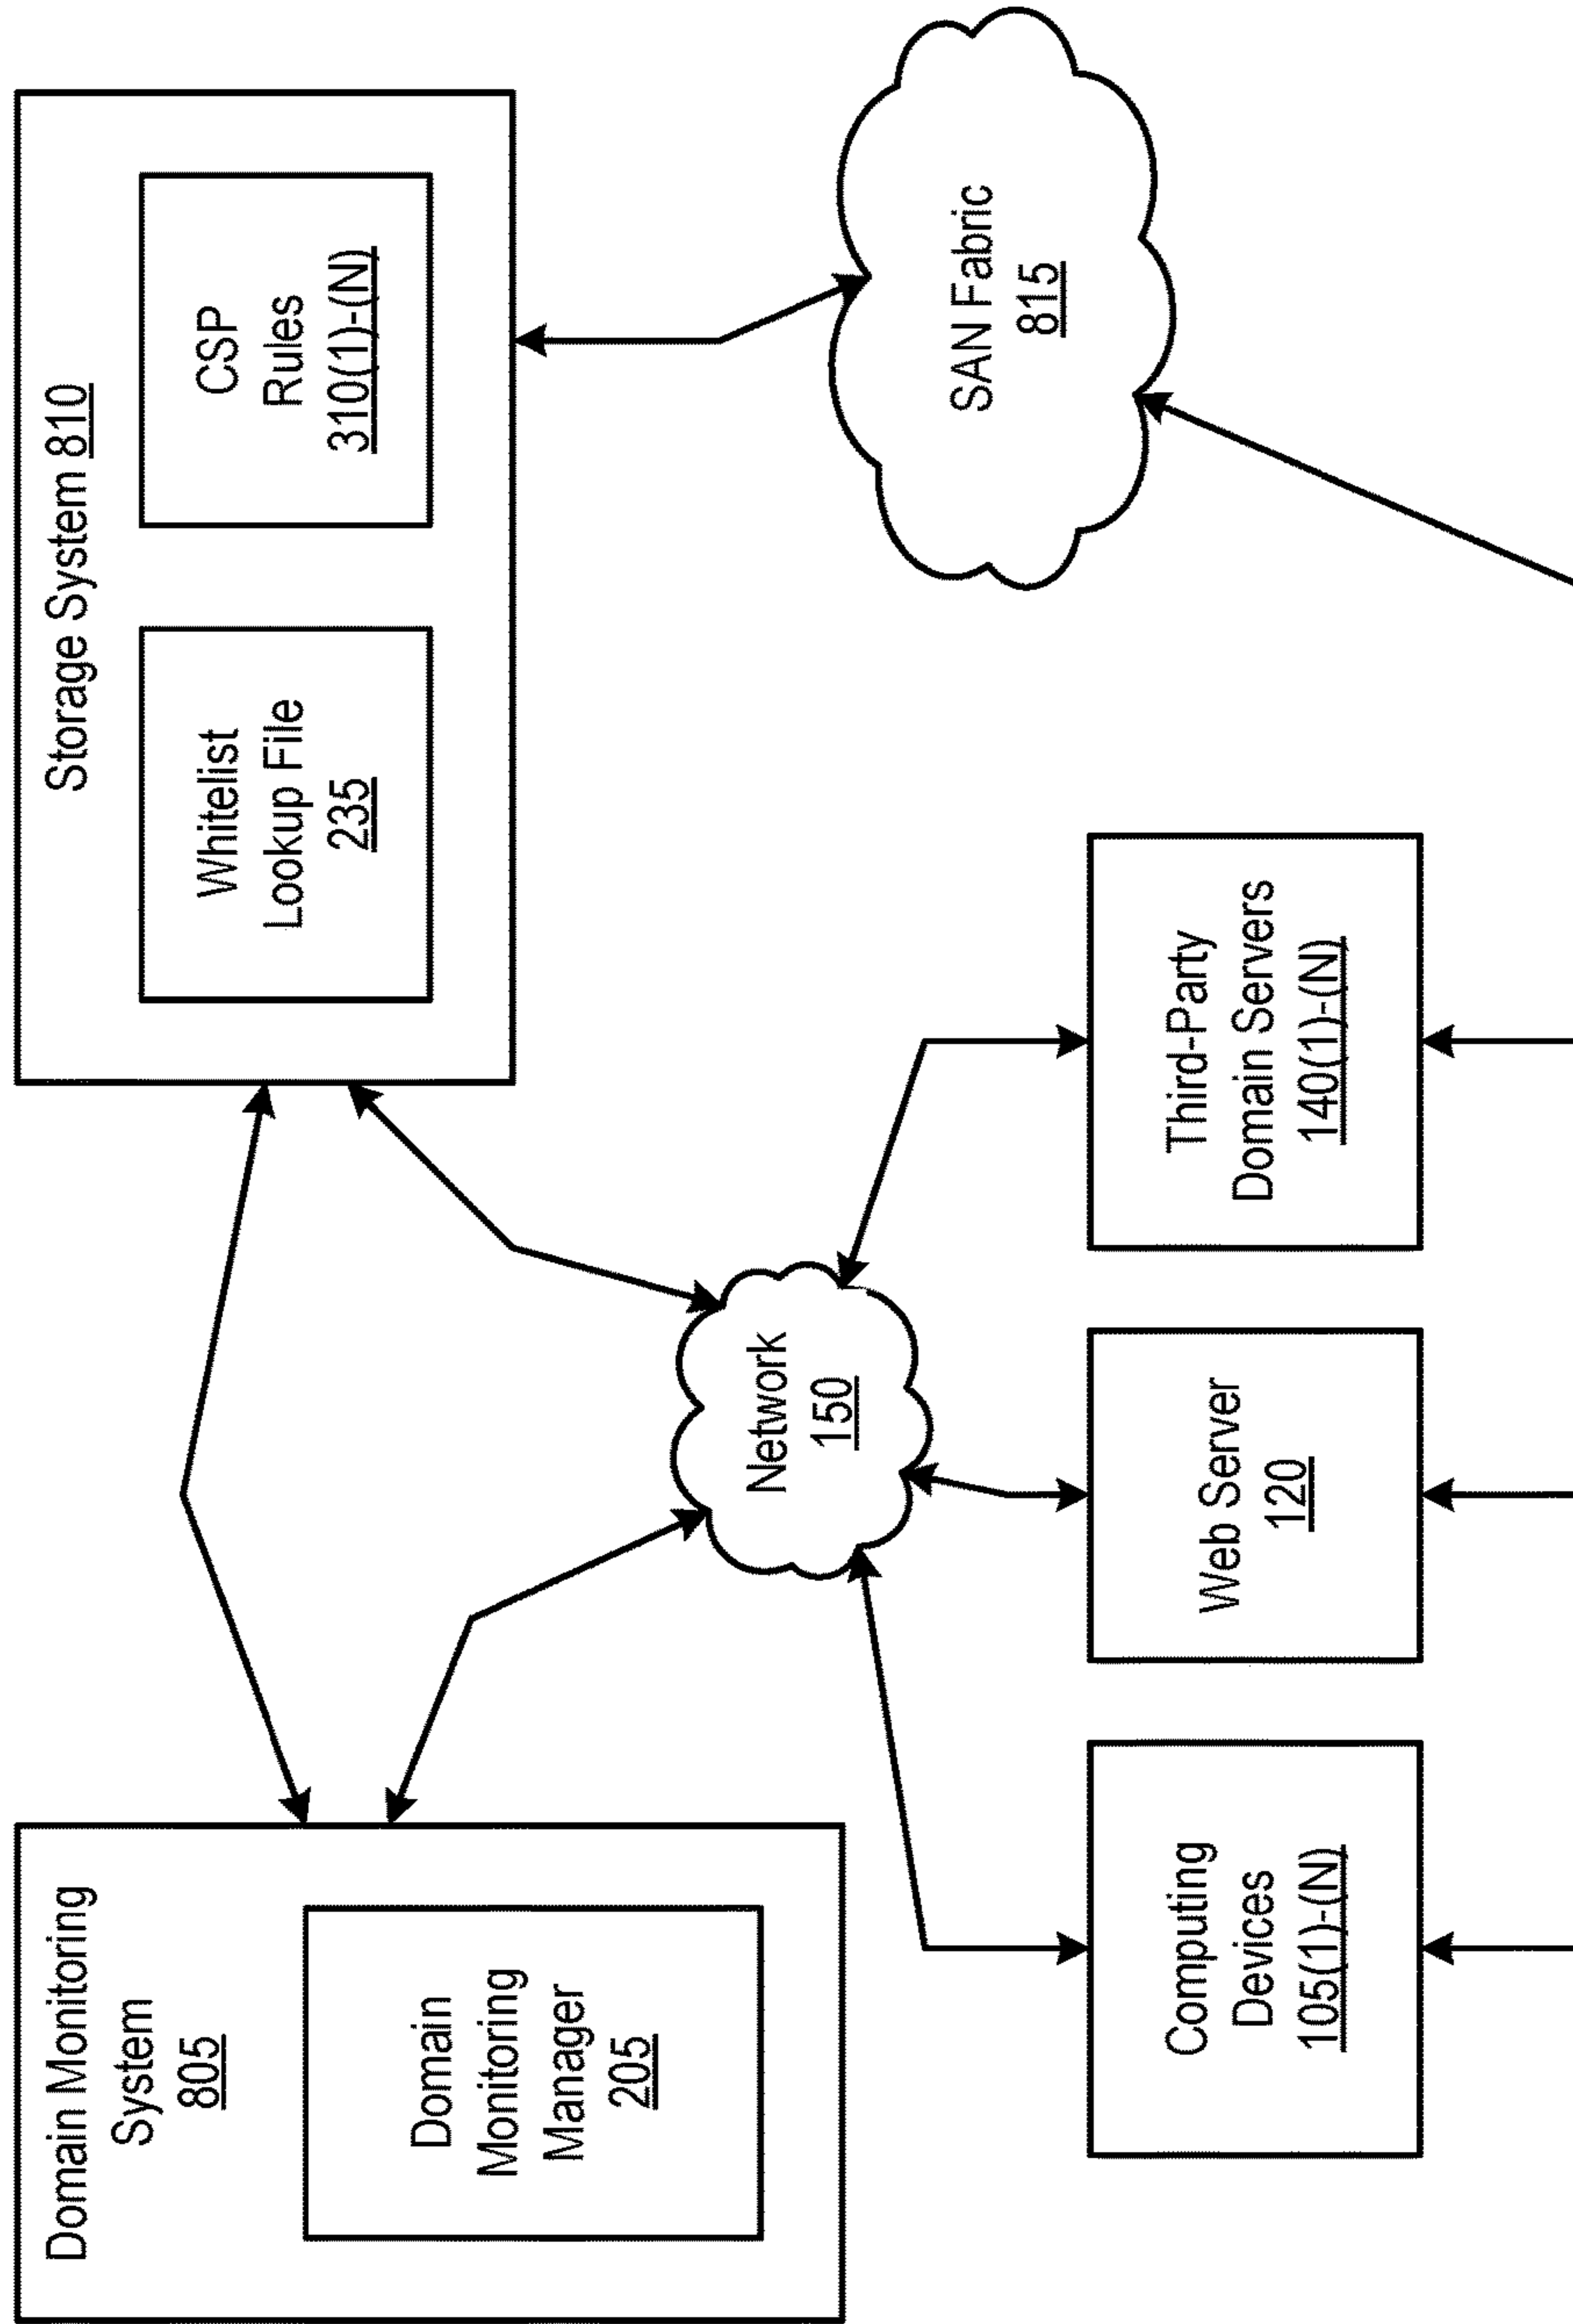 Domain Monitoring
System
805
Domain
Monitoring
Manager
205
Storage System 810
Whitelist
Lookup File
235
CSP
Rules
310(1)-(N)
Network
150
SAN Fabric
815
Computing
Devices
105(1)-(N)
Web Server
120
Third-Party
Domain Servers
140(1)-(N)